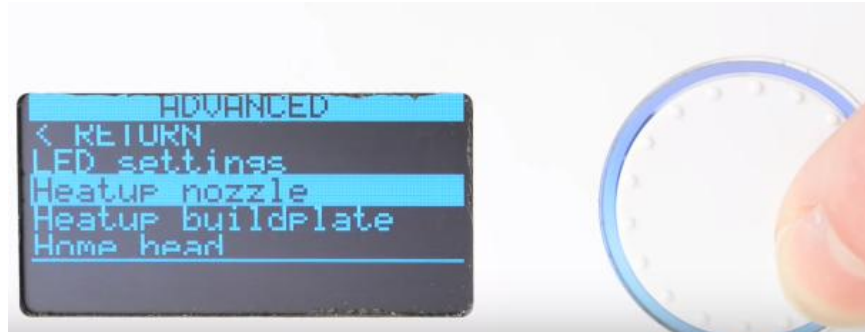 ADVANCED
< RETURN
LED settings
Heatup nozzle
Heatup buildplate
Home head